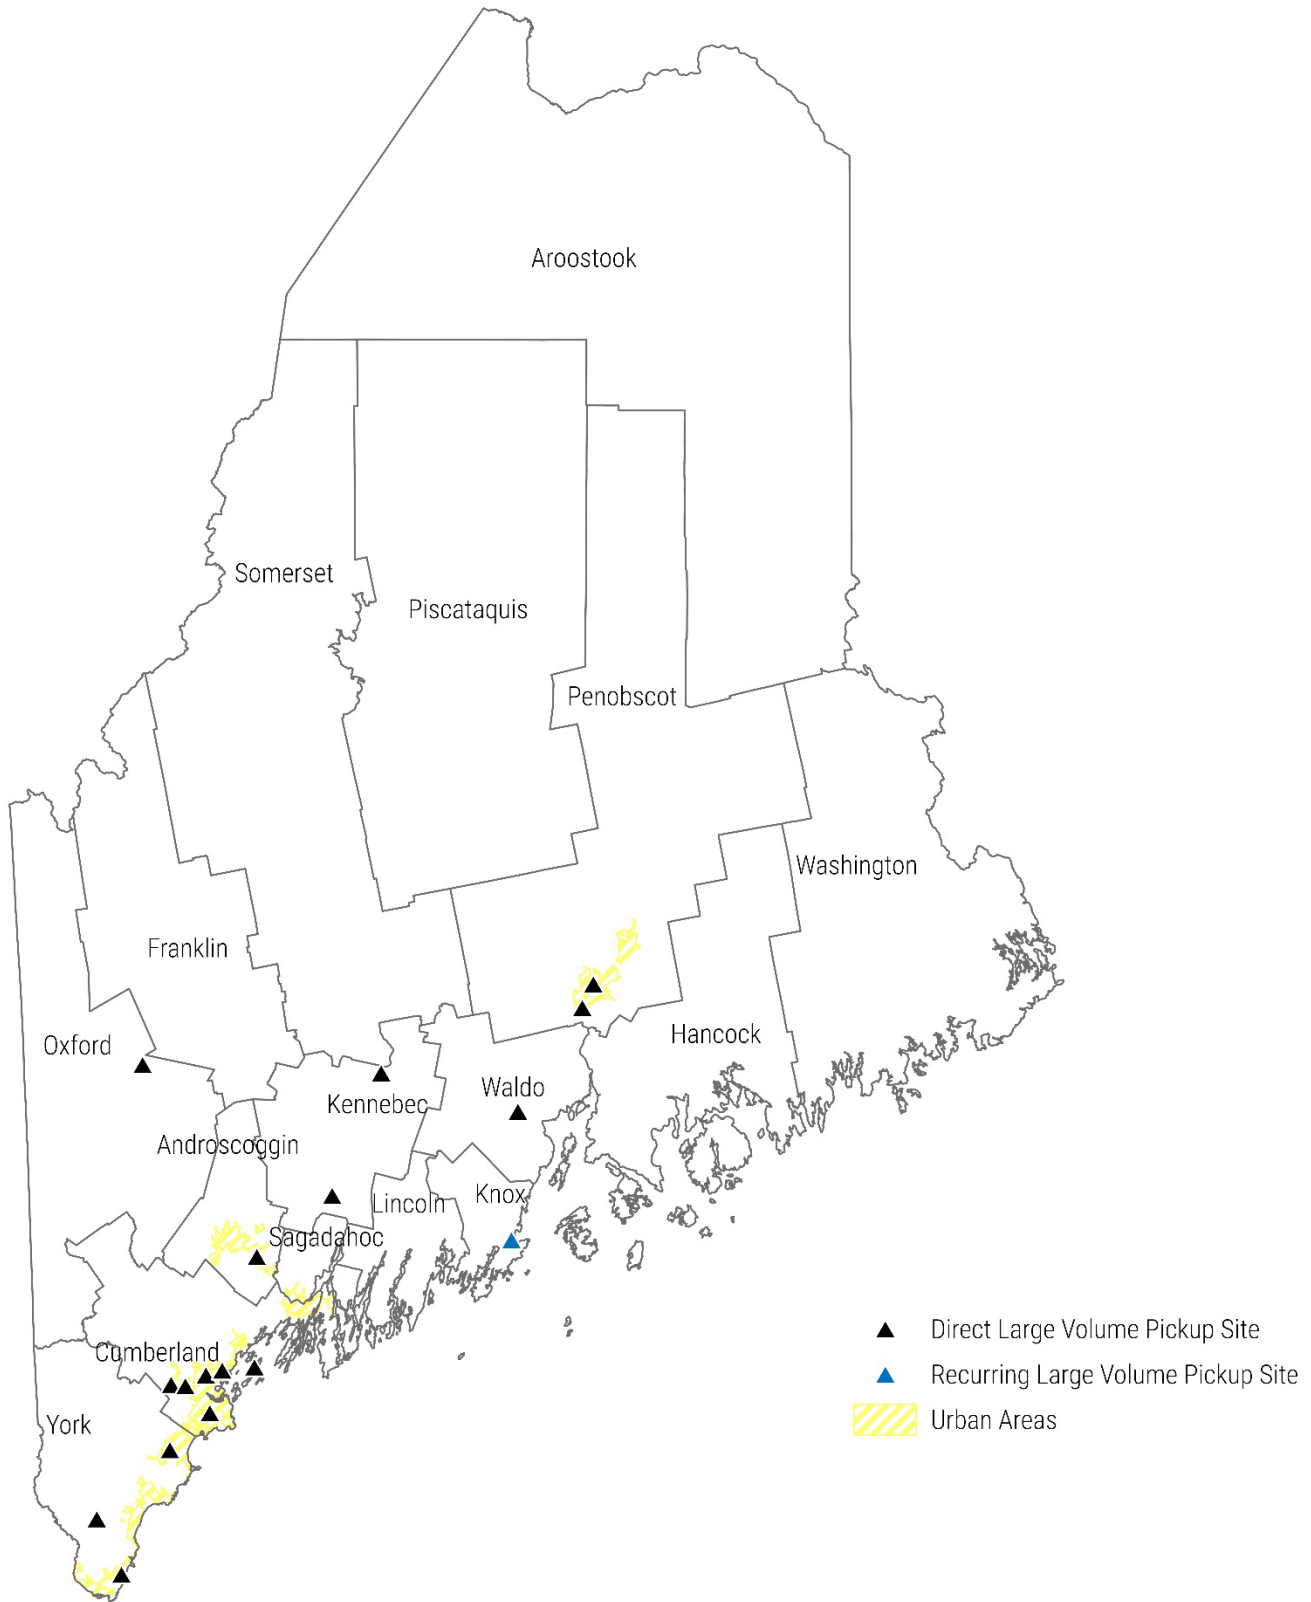 Aroostook
Somerset
Piscataquis
Penobscot
Washington
Franklin
Hancock
Oxford
Waldo
Kennebec
Androscoggin
Knox
Lincoln
Sagadahoc
Direct Large Volume Pickup Site
Cumberland
Recurring Large Volume Pickup Site
York
Urban Areas